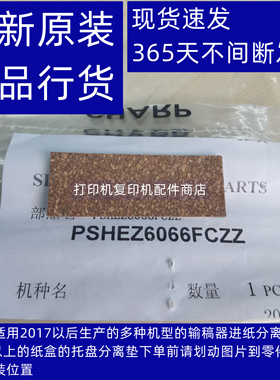 新原装
现货速发
品行货
365天不间断发
SHARP
打印机复印机配件商店
ARTS
PSHEZ6066FCZZ
PSHEZ6066FCZZ
机种名
数量
1 PC
适用2017以后生产的多种机型的输稿器进纸分离
以上的纸盒的托盘分离垫下单前请划动图片到零件
装位置